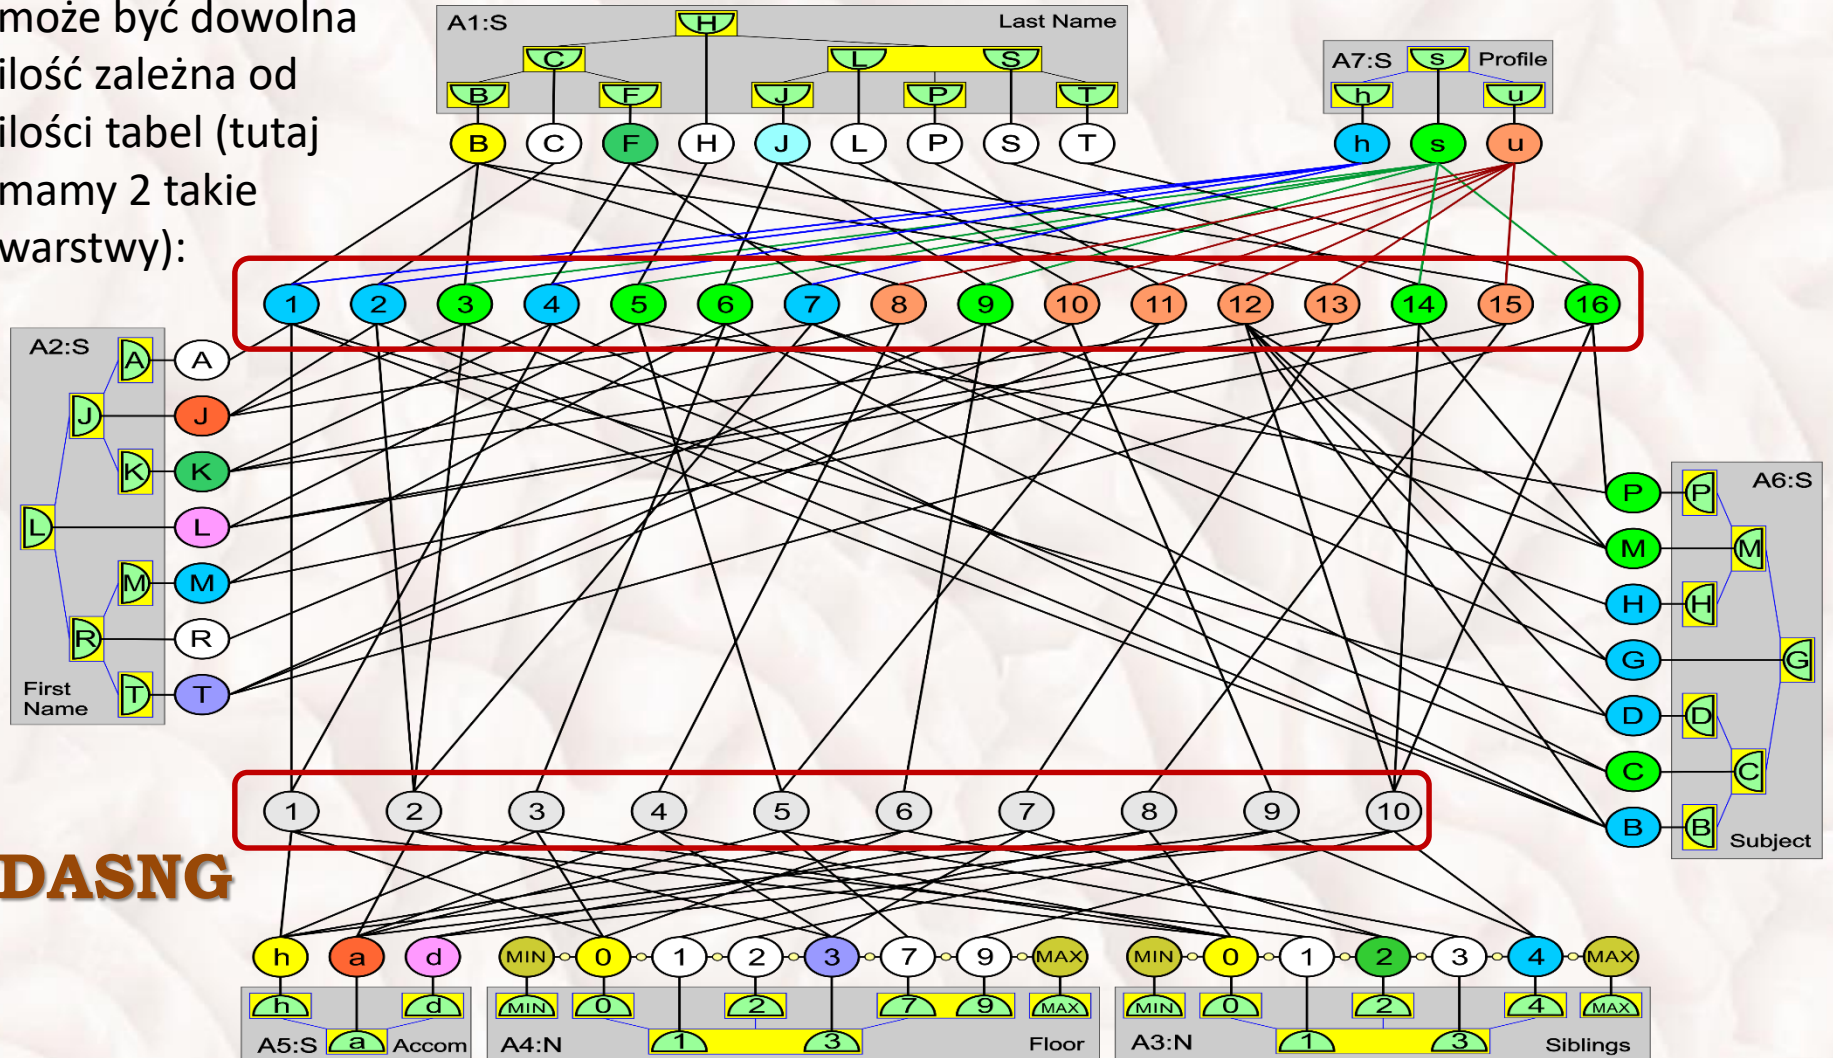 może być dowolna
ilość zależna od
ilości tabel (tutaj
mamy 2 takie
warstwy):
A1:S H Last Name
C L S
B F J P T
B C F H J L P S T
A7:S s Profile
h u
h s u
1 2 3 4 5 6 7 8 9 10 11 12 13 14 15 16
A2:S A A
J J
K K
L L
M M
R R
T T
First
Name
P P A6:S
M M
H H
G G
D D
C C
B B Subject
1 2 3 4 5 6 7 8 9 10
DASNG
h a d
h d
A5:S a Accom
MIN 0 1 2 3 7 9 MAX
MIN 0 2 7 9 MAX
A4:N 1 3 Floor
MIN 0 1 2 3 4 MAX
MIN 0 2 4 MAX
A3:N 1 3 Siblings